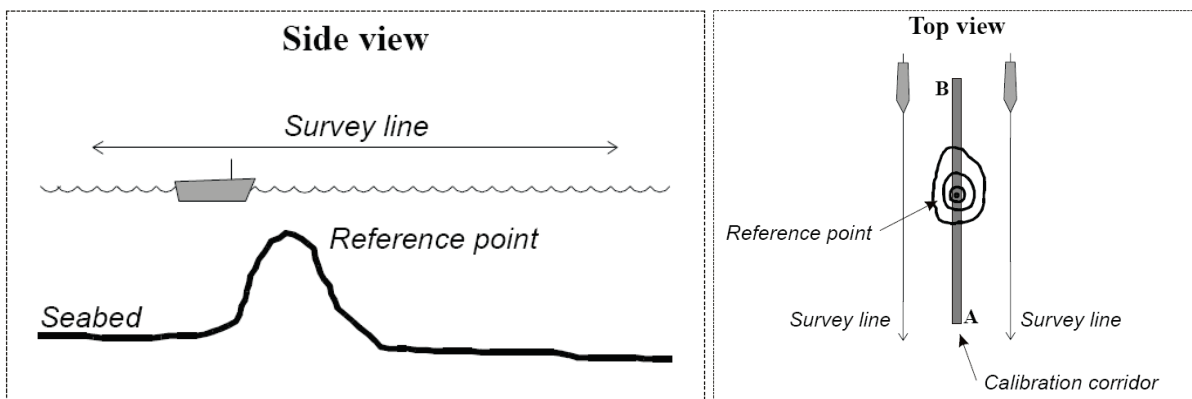 Side view
Survey line
Reference point
Seabed
Top view
B
Reference point
Survey line
A
Survey line
Calibration corridor